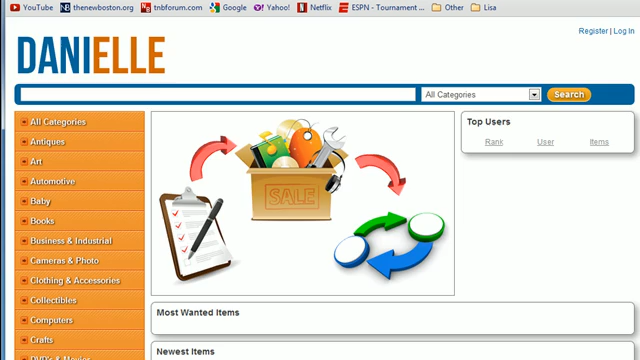 YouTube thenewboston.org tnbforum.com Google Yahoo! Netflix ESPN - Tournament ... Other Lisa
Register | Log In
DANIELLE
All Categories Search
All Categories
Antiques
Art
Automotive
Baby
Books
Business & Industrial
Cameras & Photo
Clothing & Accessories
Collectibles
Computers
Crafts
DVD's & Movies
SALE
Top Users
Rank User Items
Most Wanted Items
Newest Items